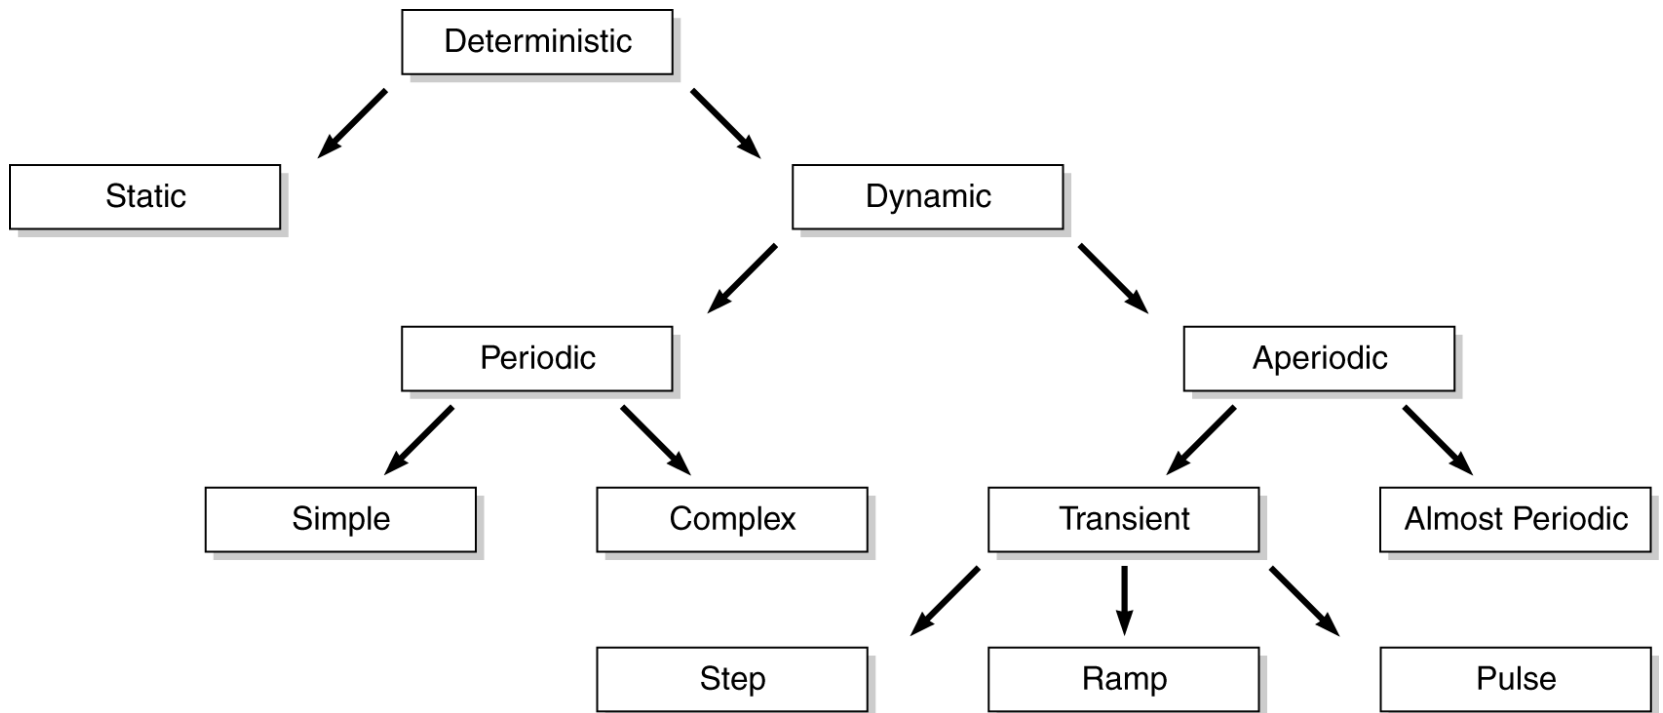 Deterministic
Static
Dynamic
Periodic
Aperiodic
Simple
Complex
Transient
Almost Periodic
Step
Ramp
Pulse